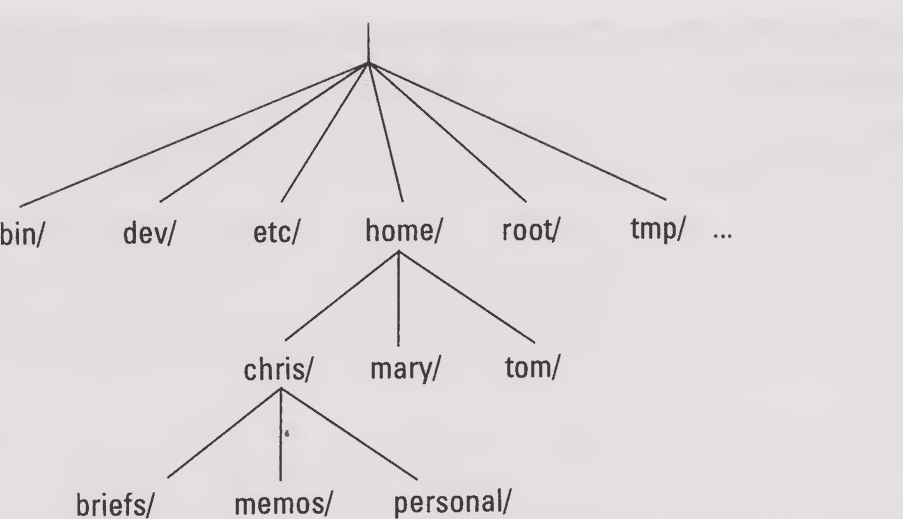 bin/ dev/ etc/ home/ root/ tmp/ ...
chris/ mary/ tom/
briefs/ memos/ personal/